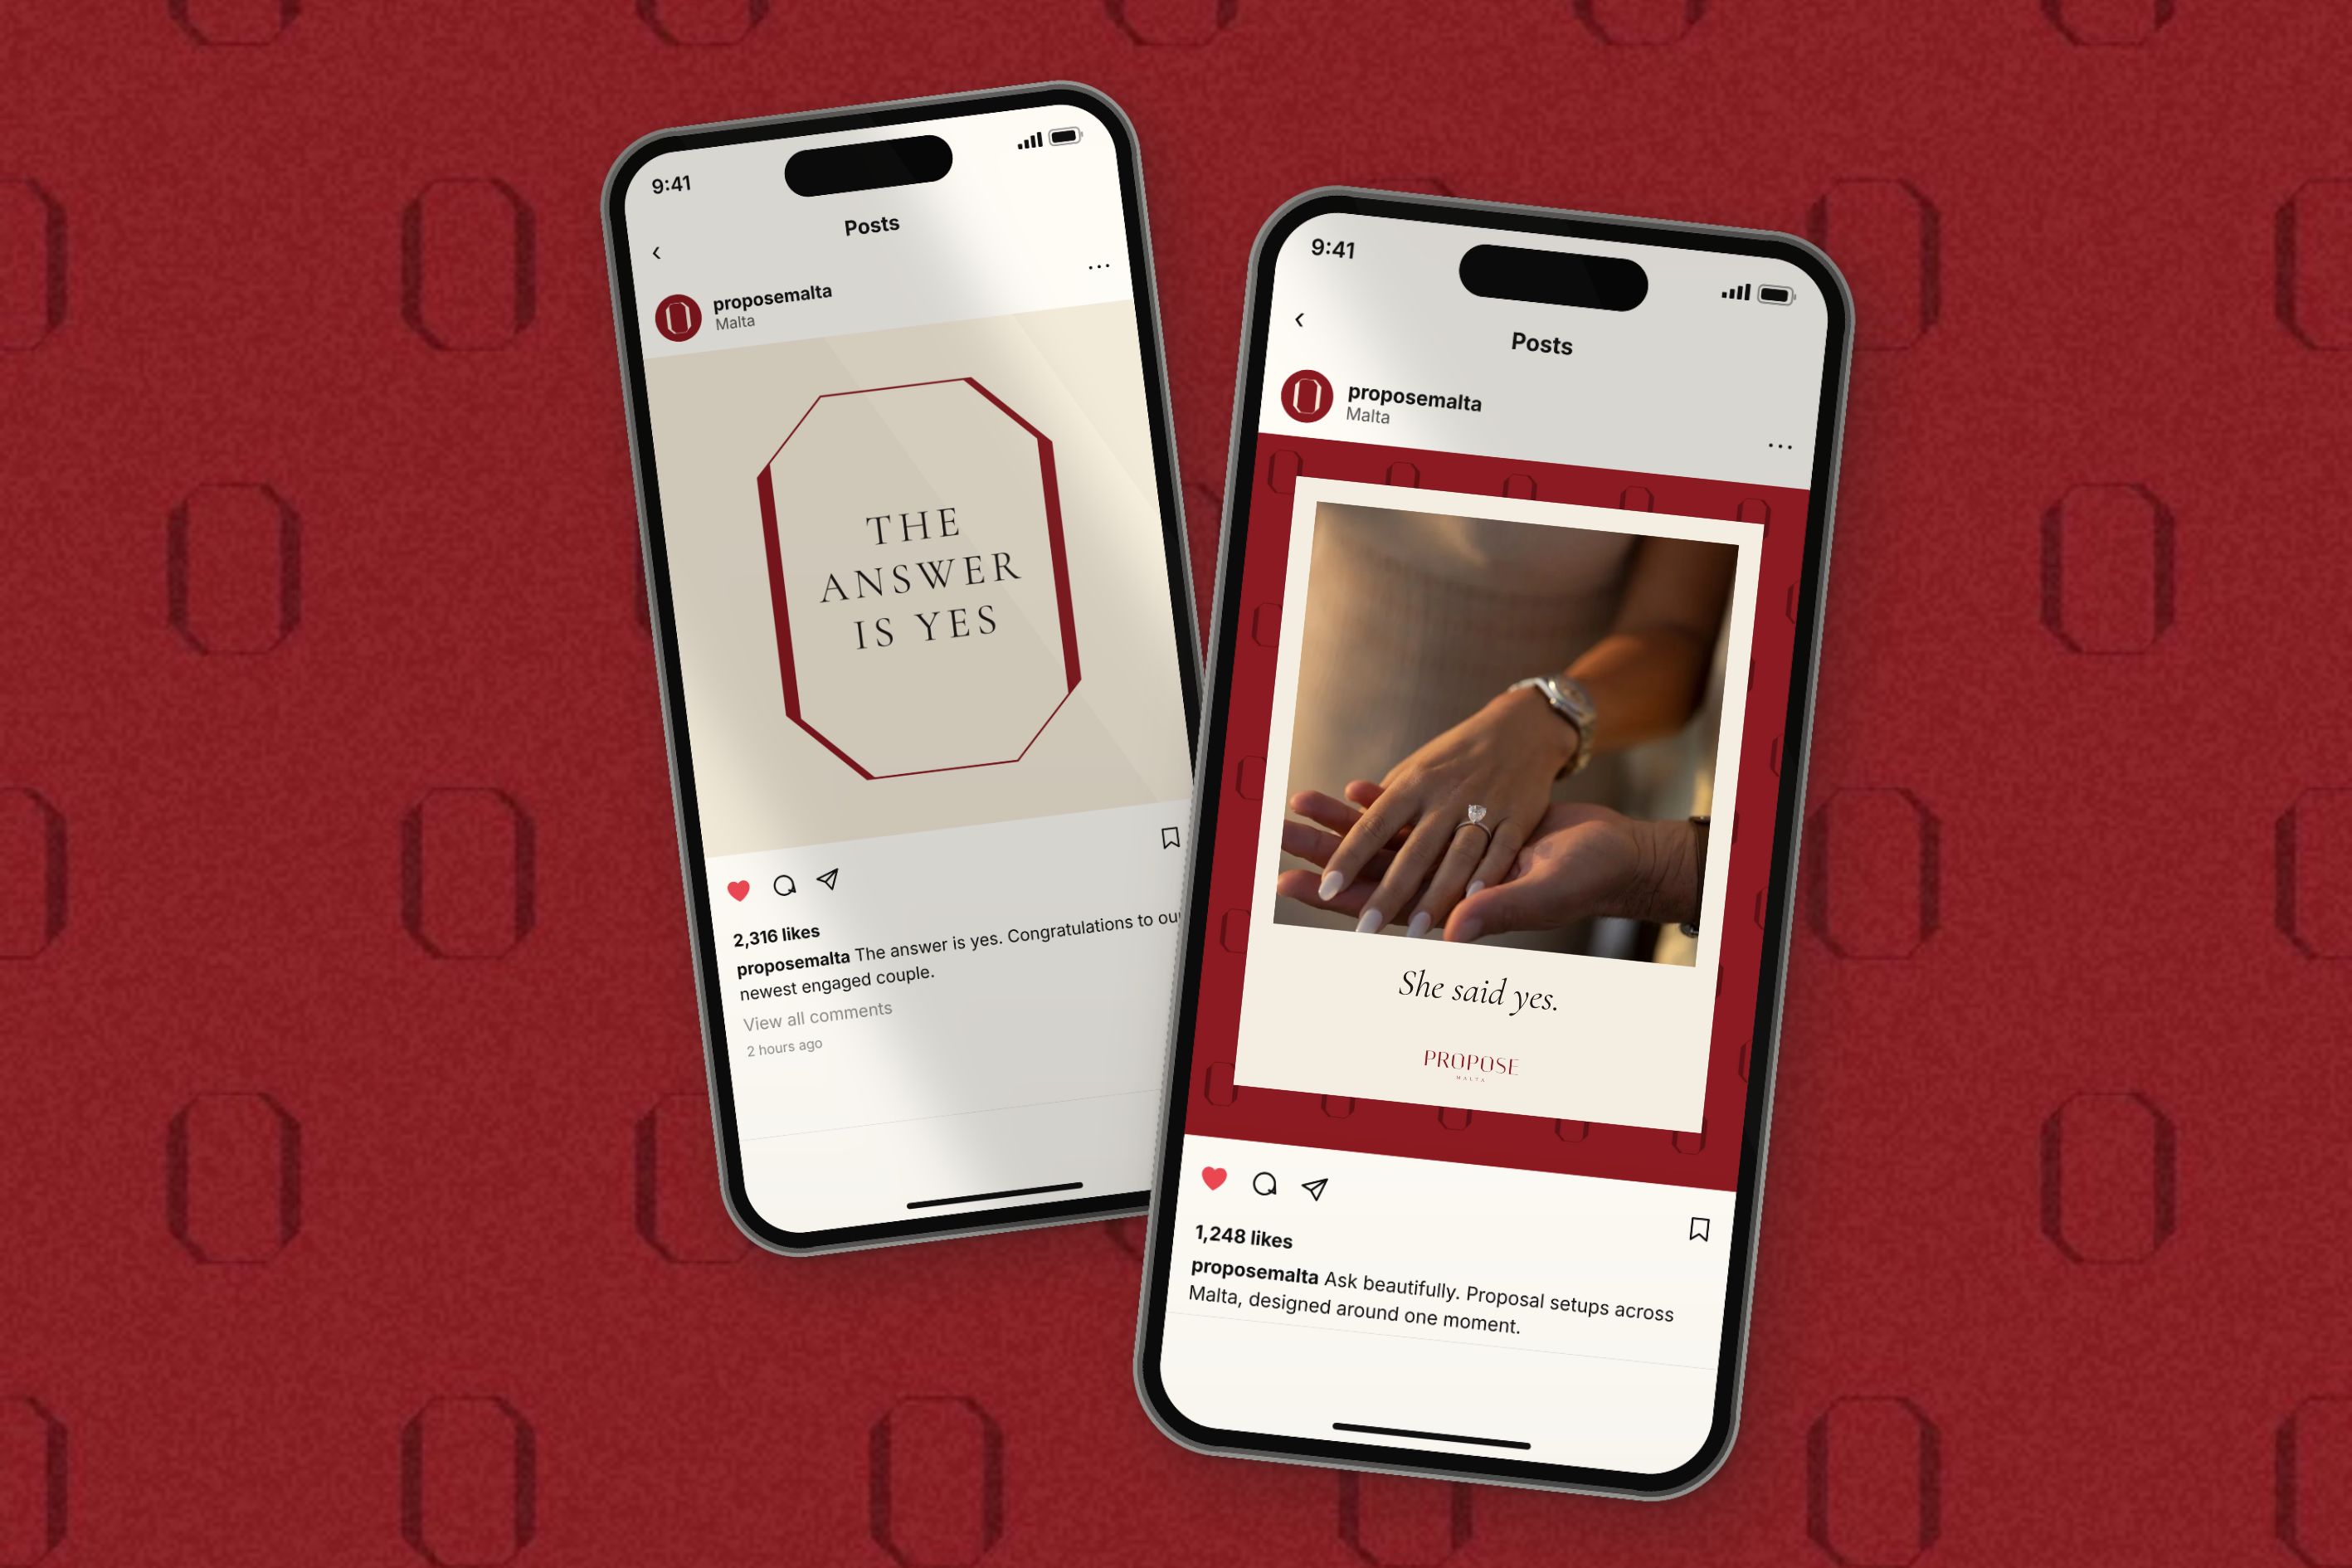 9:41
Posts
proposemalta
Malta
THE
ANSWER
IS YES
2,316 likes
proposemalta The answer is yes. Congratulations to our
newest engaged couple.
View all comments
2 hours ago
9:41
Posts
proposemalta
Malta
She said yes.
PROPOSE
MALTA
1,248 likes
proposemalta Ask beautifully. Proposal setups across
Malta, designed around one moment.